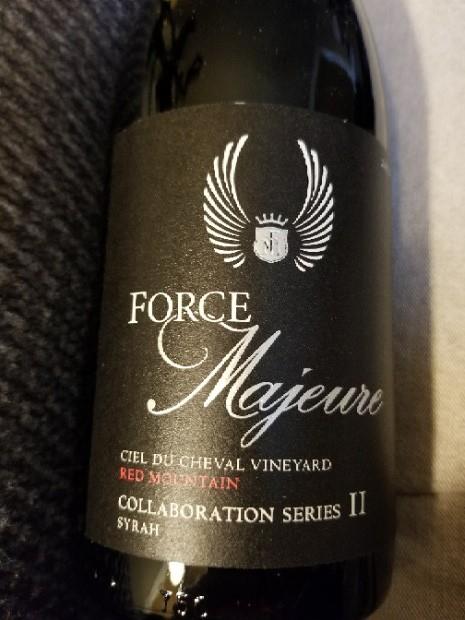 FORCE
Majeure
CIEL DU CHEVAL VINEYARD
RED MOUNTAIN
COLLABORATION SERIES II
SYRAH